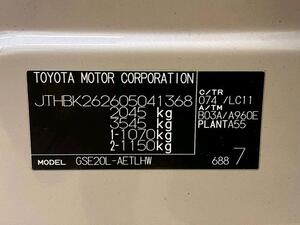 TOYOTA MOTOR CORPORATION
JTHBK262605041368
2045 kg
3545 kg
1-1070 kg
2-1150 kg
MODEL GSE20L-AETLHW
C/TR
074 /LC11
A/TM
B03A/A960E
PLANTA55
688 7